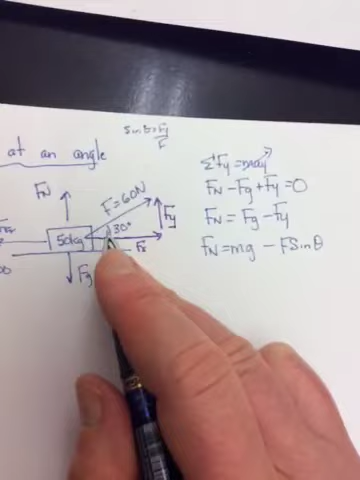 at an angle
Sinθ = Fy/F
ΣFy = may
FN - Fg + Fy = 0
FN = Fg - Fy
FN = mg - FSinθ
FN
F = 60N
Fy
30°
Fx
50kg
Fg